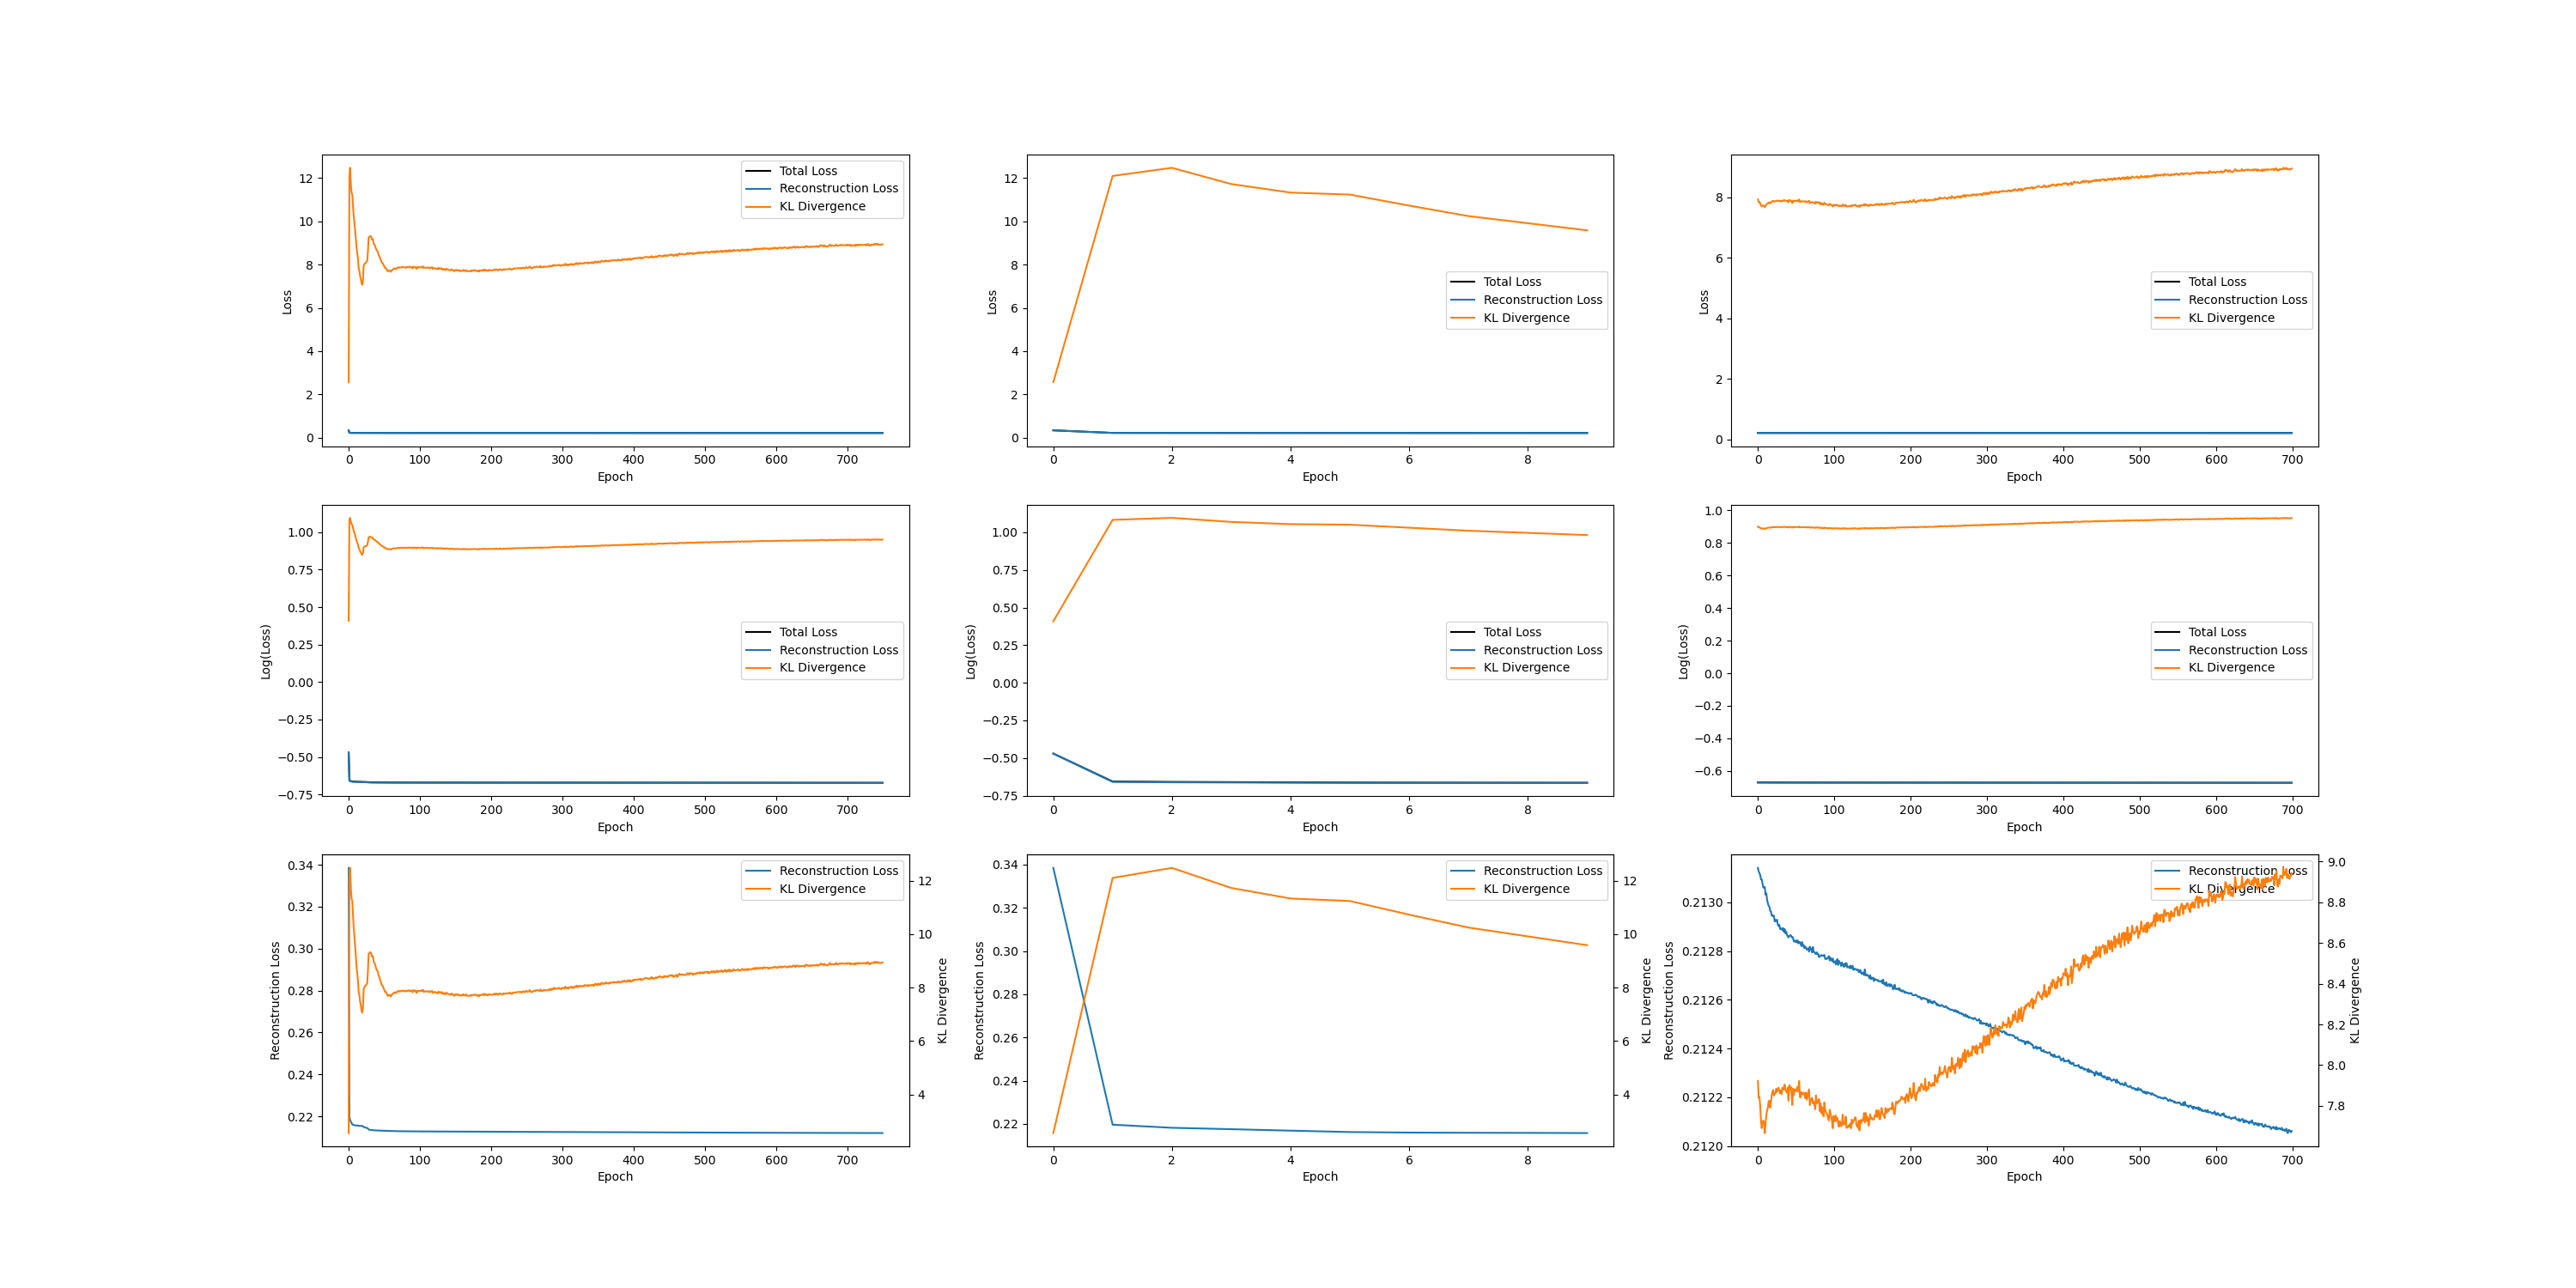 Loss
12
10
8
6
4
2
0
Total Loss
Reconstruction Loss
KL Divergence
0 100 200 300 400 500 600 700
Epoch
Loss
12
10
8
6
4
2
0
Total Loss
Reconstruction Loss
KL Divergence
0 2 4 6 8
Epoch
Loss
8
6
4
2
0
Total Loss
Reconstruction Loss
KL Divergence
0 100 200 300 400 500 600 700
Epoch
Log(Loss)
1.00
0.75
0.50
0.25
0.00
−0.25
−0.50
−0.75
Total Loss
Reconstruction Loss
KL Divergence
0 100 200 300 400 500 600 700
Epoch
Log(Loss)
1.00
0.75
0.50
0.25
0.00
−0.25
−0.50
−0.75
Total Loss
Reconstruction Loss
KL Divergence
0 2 4 6 8
Epoch
Log(Loss)
1.0
0.8
0.6
0.4
0.2
0.0
−0.2
−0.4
−0.6
Total Loss
Reconstruction Loss
KL Divergence
0 100 200 300 400 500 600 700
Epoch
Reconstruction Loss
0.34
0.32
0.30
0.28
0.26
0.24
0.22
Reconstruction Loss
KL Divergence
12
10
8
6
4
KL Divergence
0 100 200 300 400 500 600 700
Epoch
Reconstruction Loss
0.34
0.32
0.30
0.28
0.26
0.24
0.22
Reconstruction Loss
KL Divergence
12
10
8
6
4
KL Divergence
0 2 4 6 8
Epoch
Reconstruction Loss
0.2130
0.2128
0.2126
0.2124
0.2122
0.2120
Reconstruction Loss
KL Divergence
9.0
8.8
8.6
8.4
8.2
8.0
7.8
KL Divergence
0 100 200 300 400 500 600 700
Epoch